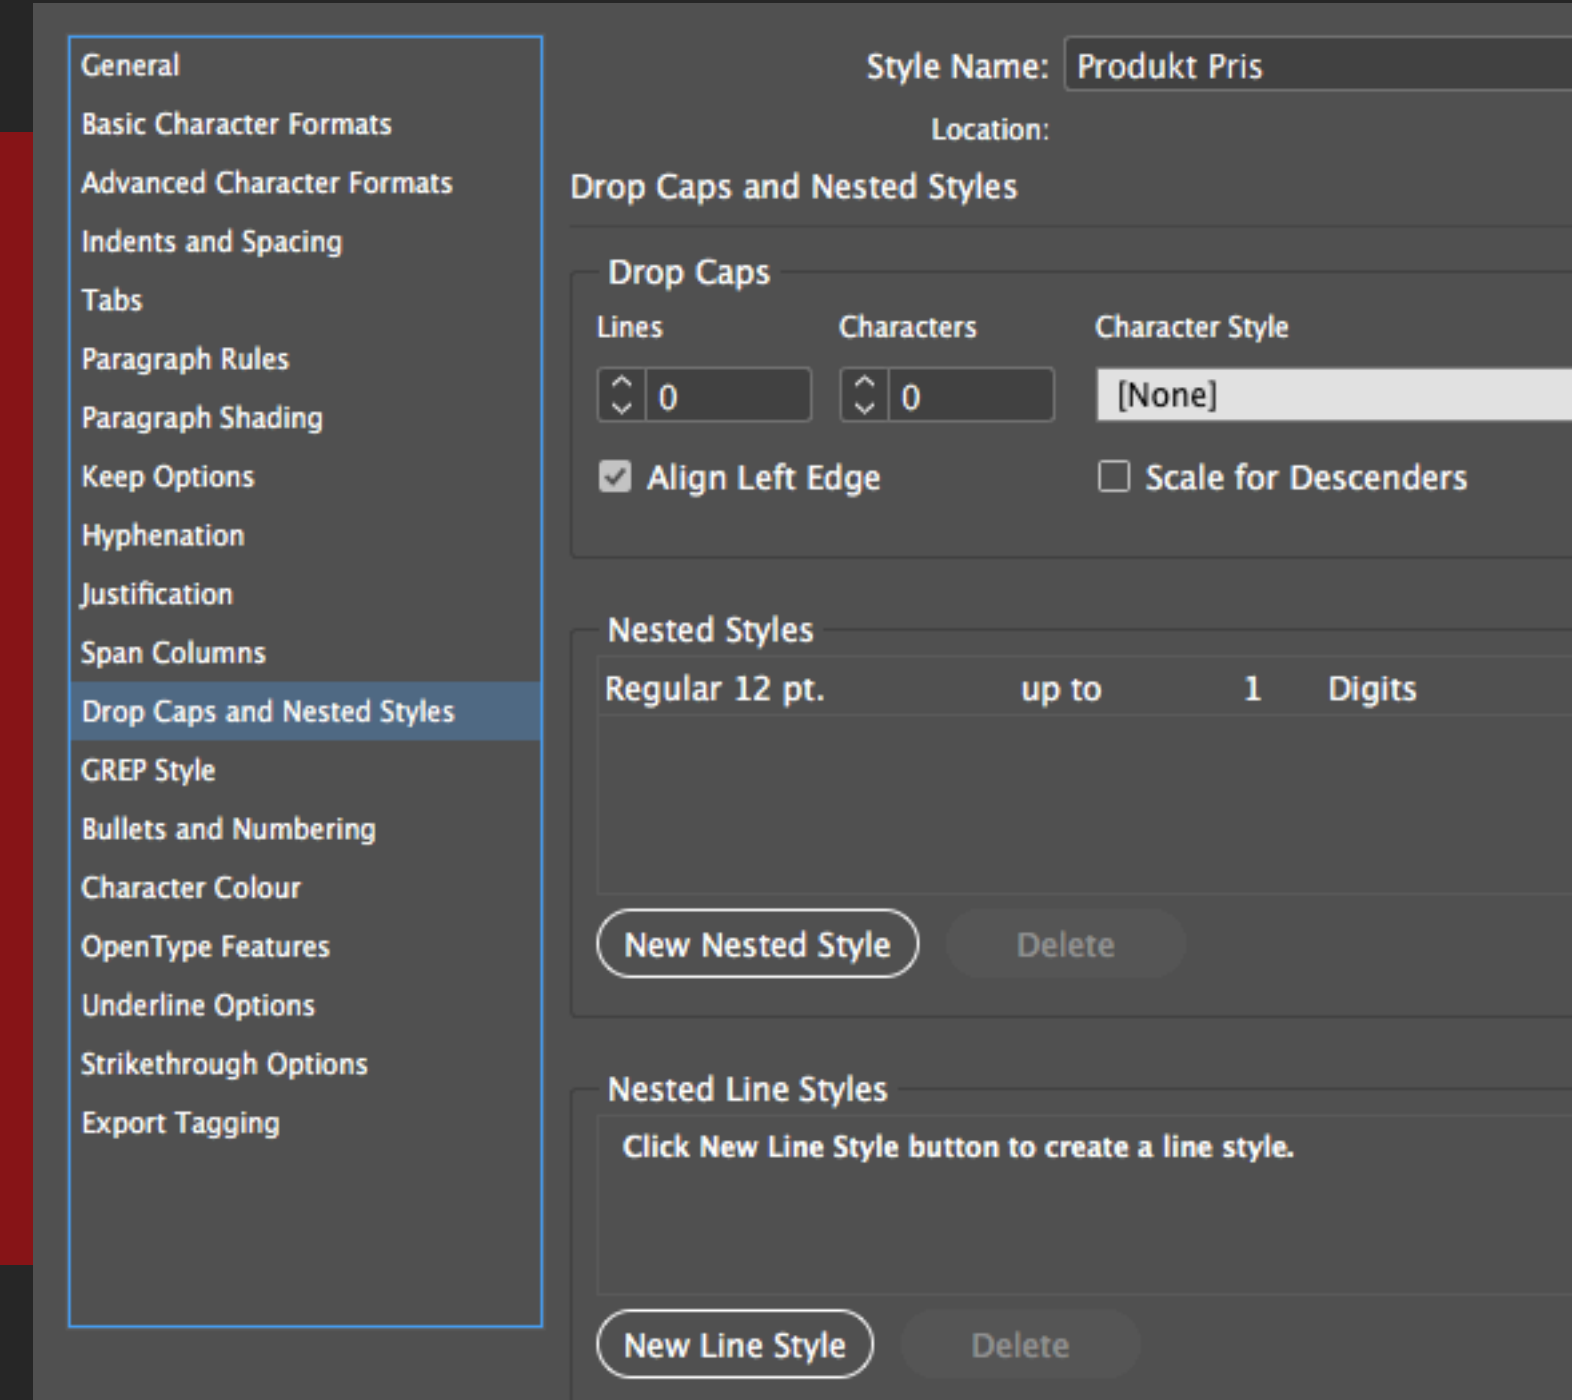 General
Basic Character Formats
Advanced Character Formats
Indents and Spacing
Tabs
Paragraph Rules
Paragraph Shading
Keep Options
Hyphenation
Justification
Span Columns
Drop Caps and Nested Styles
GREP Style
Bullets and Numbering
Character Colour
OpenType Features
Underline Options
Strikethrough Options
Export Tagging
Style Name: Produkt Pris
Location:
Drop Caps and Nested Styles
Drop Caps
Lines Characters Character Style
0 0 [None]
Align Left Edge Scale for Descenders
Nested Styles
Regular 12 pt. up to 1 Digits
New Nested Style Delete
Nested Line Styles
Click New Line Style button to create a line style.
New Line Style Delete